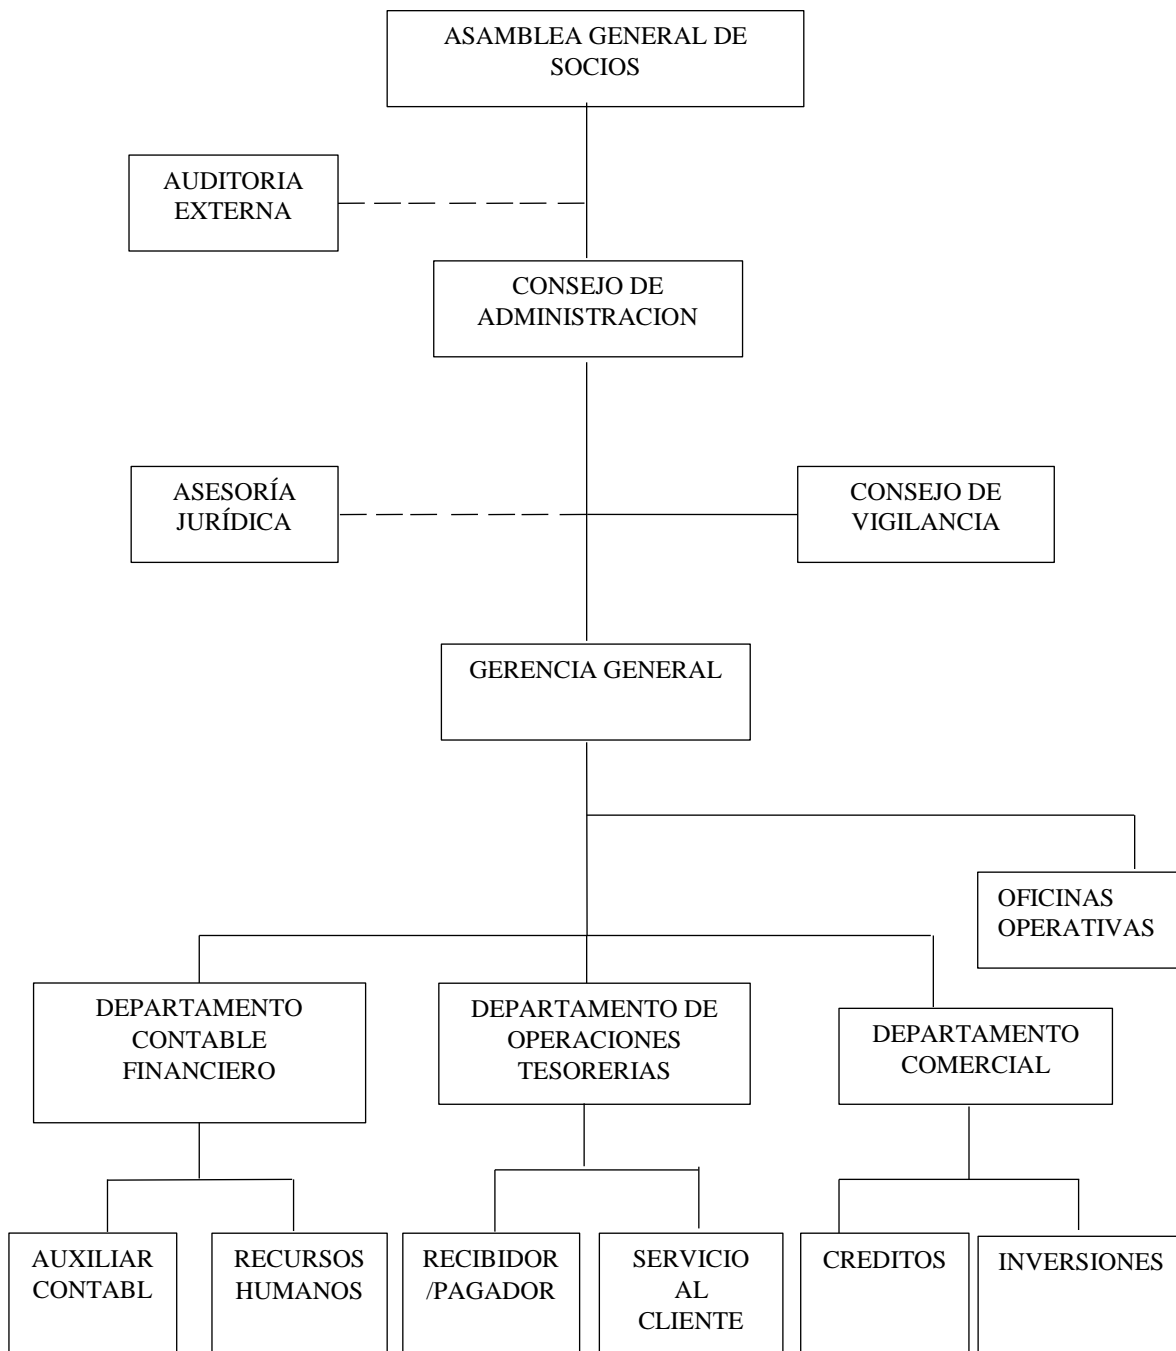 ASAMBLEA GENERAL DE
SOCIOS
AUDITORIA
EXTERNA
CONSEJO DE
ADMINISTRACION
ASESORÍA
JURÍDICA
CONSEJO DE
VIGILANCIA
GERENCIA GENERAL
OFICINAS
OPERATIVAS
DEPARTAMENTO
CONTABLE
FINANCIERO
DEPARTAMENTO DE
OPERACIONES
TESORERIAS
DEPARTAMENTO
COMERCIAL
AUXILIAR
CONTABL
RECURSOS
HUMANOS
RECIBIDOR
/PAGADOR
SERVICIO
AL
CLIENTE
CREDITOS
INVERSIONES